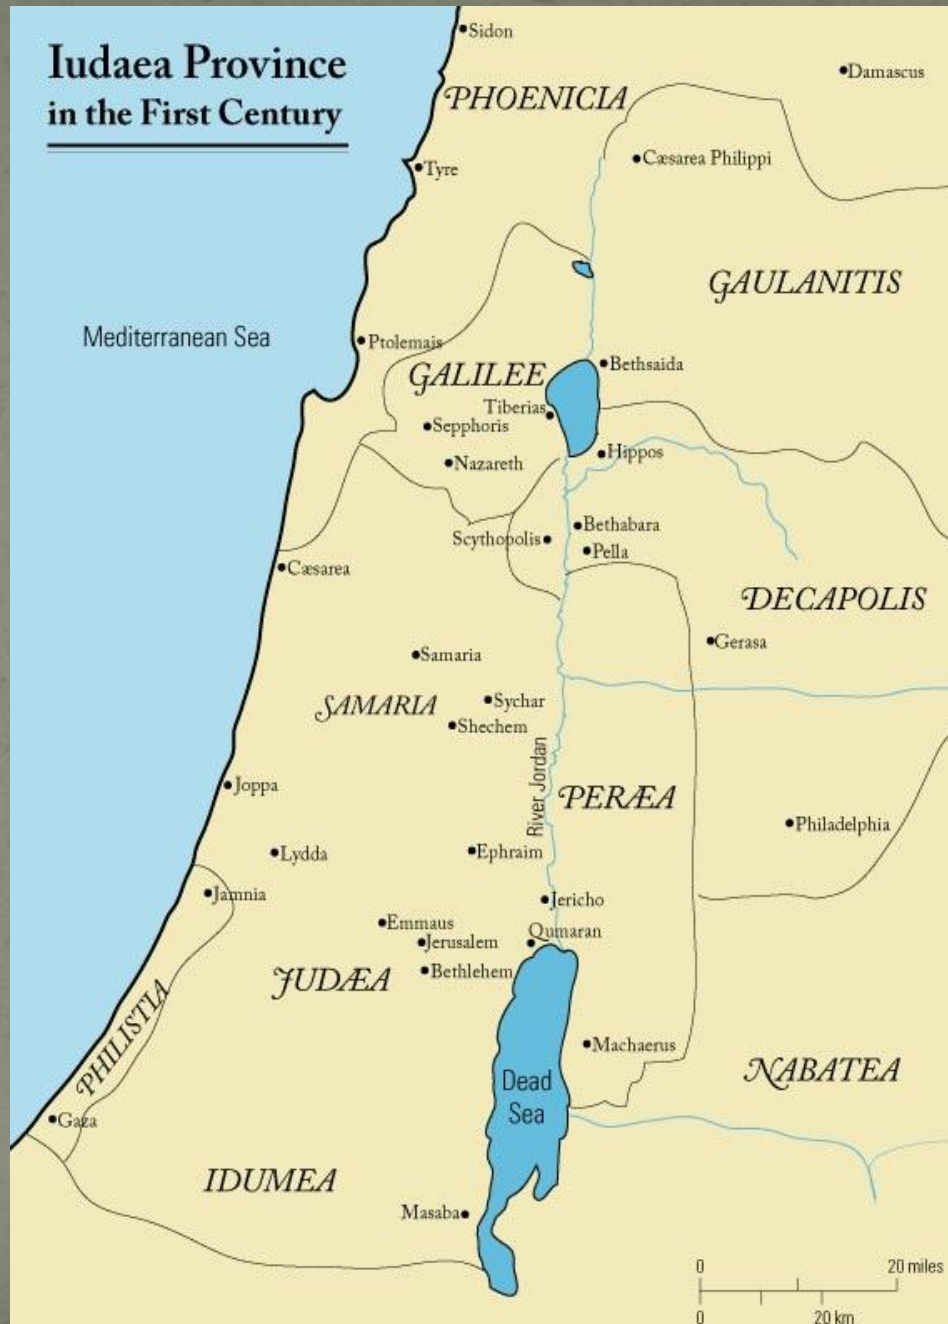 Iudaea Province
in the First Century
Sidon
Damascus
PHOENICIA
Cæsarea Philippi
Tyre
GAULANITIS
Mediterranean Sea
Ptolemais
Bethsaida
GALILEE
Tiberias
Sepphoris
Hippos
Nazareth
Bethabara
Scythopolis
Pella
Cæsarea
DECAPOLIS
Gerasa
Samaria
Sychar
SAMARIA
Shechem
River Jordan
Joppa
PERÆA
Philadelphia
Lydda
Ephraim
Jamnia
Jericho
Emmaus
Qumaran
Jerusalem
Bethlehem
JUDÆA
PHILISTIA
Machaerus
NABATEA
Dead
Sea
Gaza
IDUMEA
Masaba
0 20 miles
0 20 km